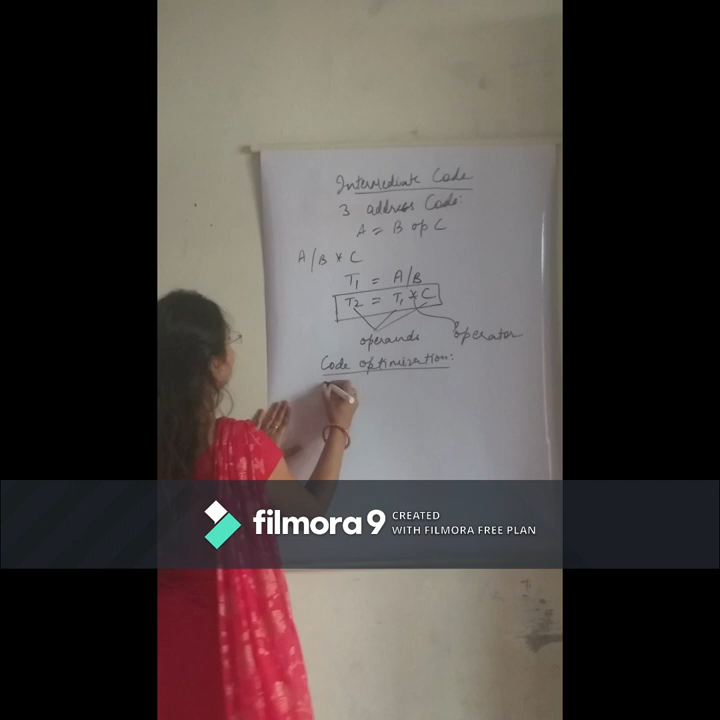 Intermediate Code
3 address Code:
A = B op C
A/B * C
T1 = A/B
T2 = T1 * C
operands operator
Code optimization:
filmora 9 CREATED
WITH FILMORA FREE PLAN